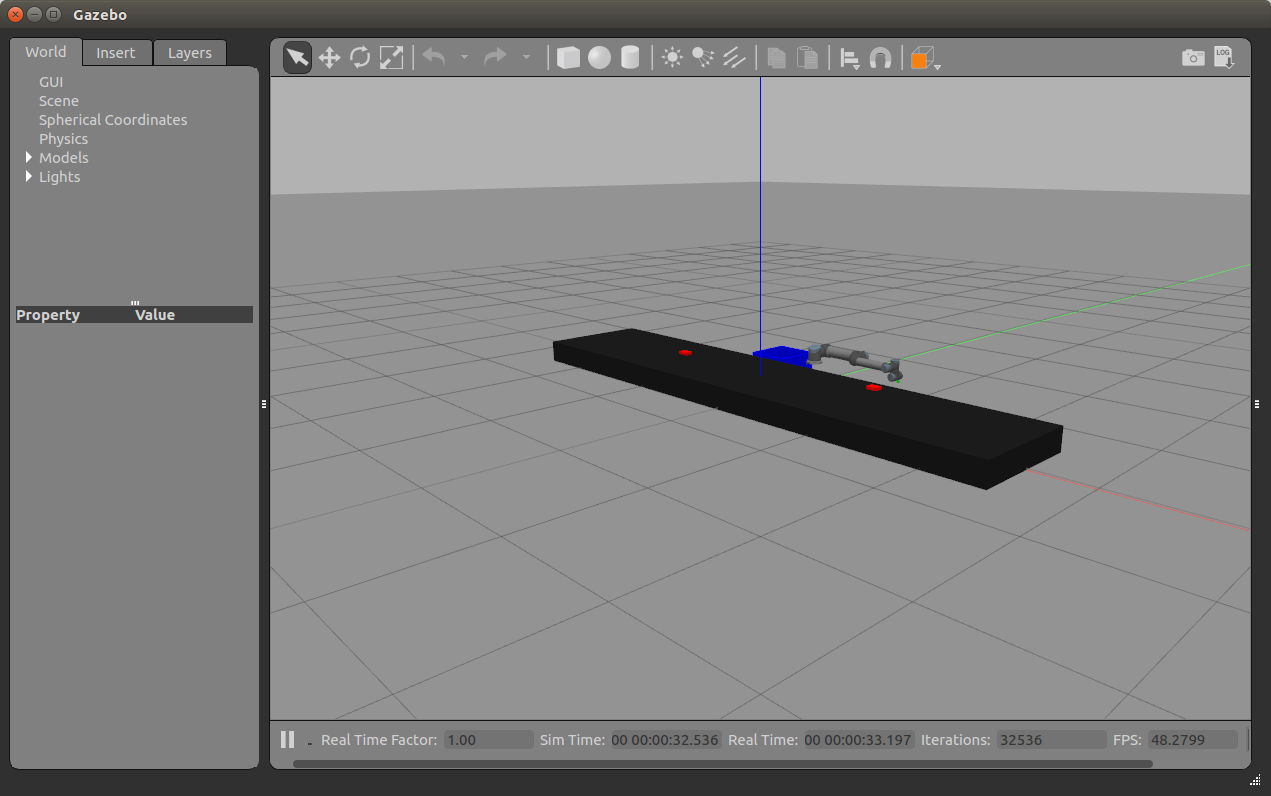 Gazebo
World Insert Layers
GUI
Scene
Spherical Coordinates
Physics
Models
Lights
Property Value
LOG
Real Time Factor: 1.00 Sim Time: 00 00:00:32.536 Real Time: 00 00:00:33.197 Iterations: 32536 FPS: 48.2799